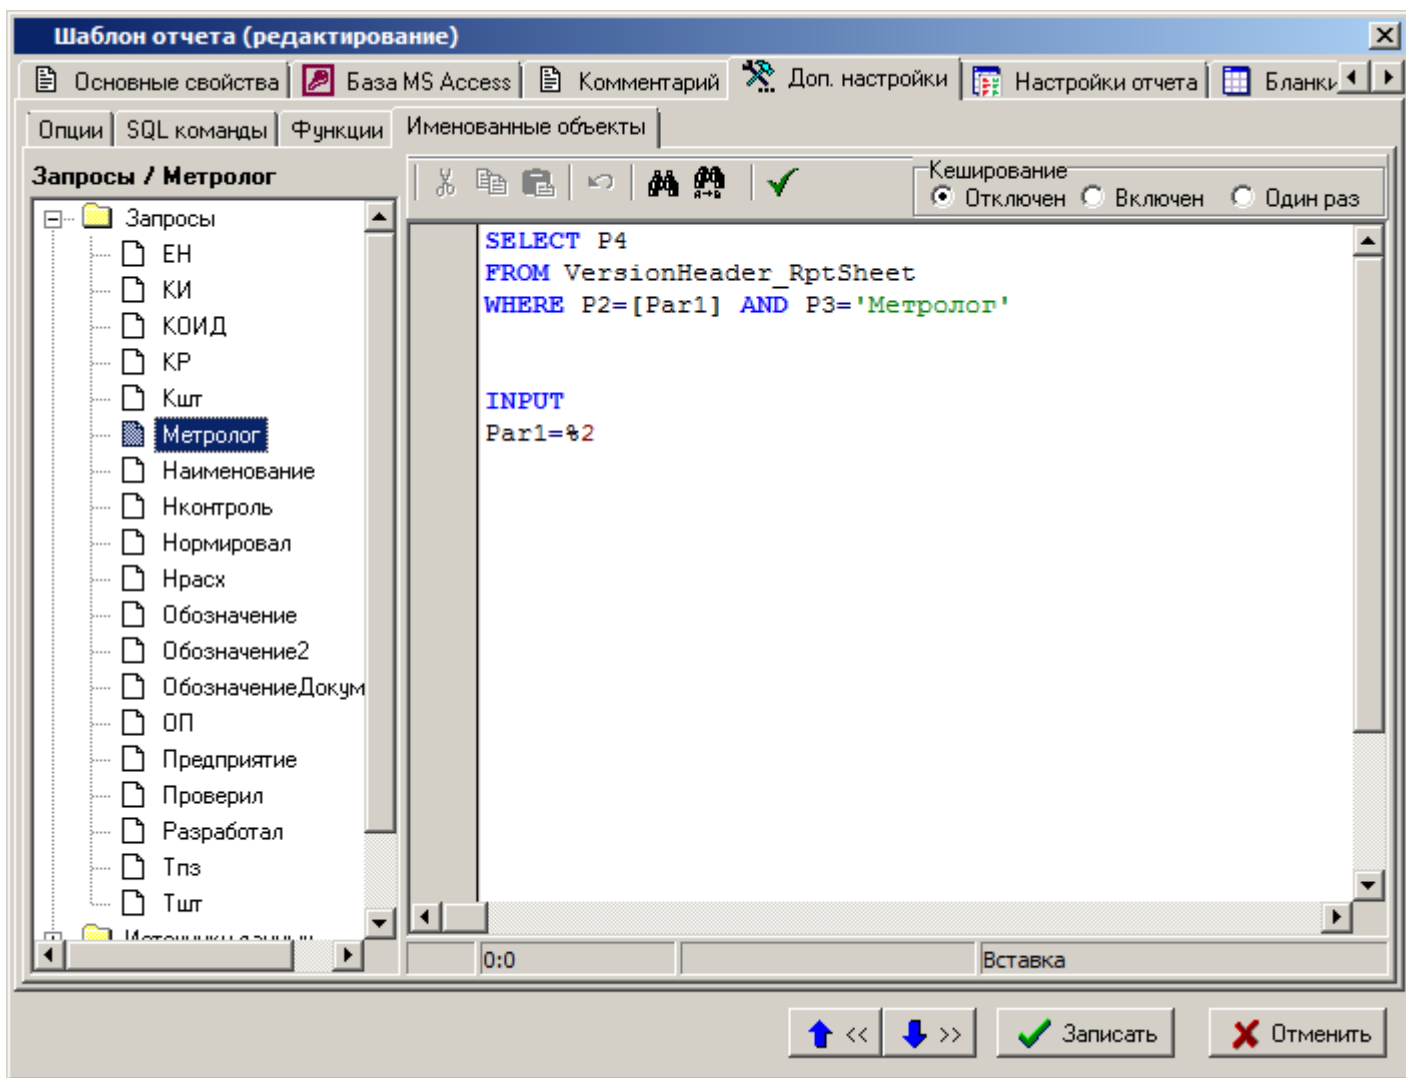 Шаблон отчета (редактирование)
Основные свойства
База MS Access
Комментарий
Доп. настройки
Настройки отчета
Бланки
Опции
SQL команды
Функции
Именованные объекты
Запросы / Метролог
Кеширование
Отключен
Включен
Один раз
Запросы
ЕН
КИ
КОИД
КР
Кшт
Метролог
Наименование
Нконтроль
Нормировал
Нрасх
Обозначение
Обозначение2
ОбозначениеДокум
ОП
Предприятие
Проверил
Разработал
Тпз
Тшт
SELECT P4
FROM VersionHeader_RptSheet
WHERE P2=[Par1] AND P3='Метролог'
INPUT
Par1=%2
0:0
Вставка
<<
>>
Записать
Отменить